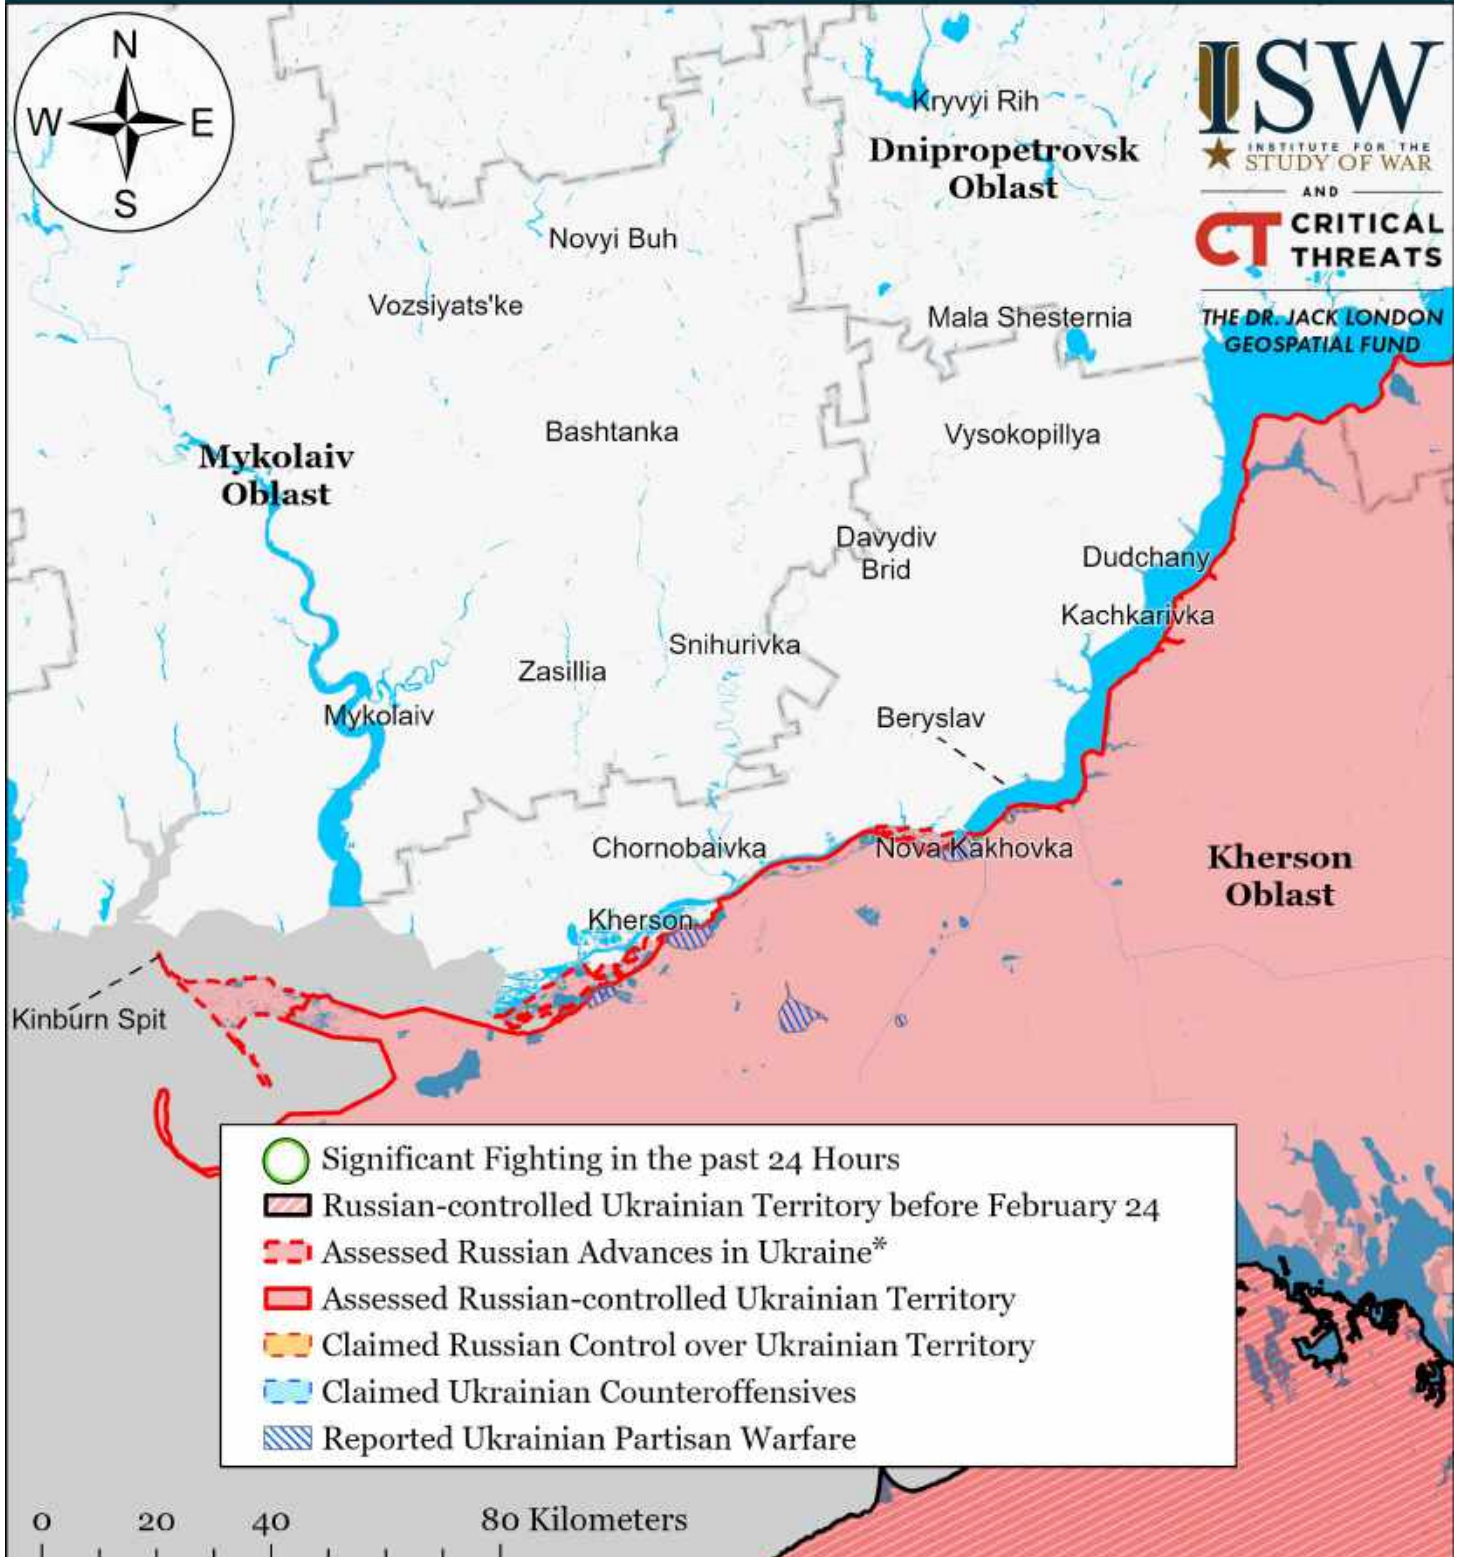 N
W E
S
Kryvyi Rih
Dnipropetrovsk
Oblast
ISW
INSTITUTE FOR THE
STUDY OF WAR
AND
CT CRITICAL
THREATS
THE DR. JACK LONDON
GEOSPATIAL FUND
Novyi Buh
Vozsiyats'ke
Mala Shesternia
Bashtanka
Vysokopillya
Mykolaiv
Oblast
Davydiv
Brid
Dudchany
Kachkarivka
Snihurivka
Zasillia
Mykolaiv
Beryslav
Chornobaivka
Nova Kakhovka
Kherson
Oblast
Kherson
Kinburn Spit
Significant Fighting in the past 24 Hours
Russian-controlled Ukrainian Territory before February 24
Assessed Russian Advances in Ukraine*
Assessed Russian-controlled Ukrainian Territory
Claimed Russian Control over Ukrainian Territory
Claimed Ukrainian Counteroffensives
Reported Ukrainian Partisan Warfare
0 20 40 80 Kilometers